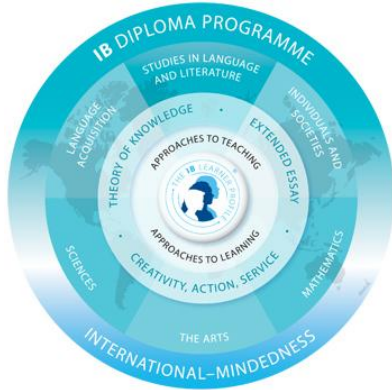 IB DIPLOMA PROGRAMME
STUDIES IN LANGUAGE
AND LITERATURE
LANGUAGE
ACQUISITION
INDIVIDUALS AND
SOCIETIES
THEORY OF KNOWLEDGE
EXTENDED ESSAY
APPROACHES TO TEACHING
THE IB LEARNER PROFILE
APPROACHES TO LEARNING
CREATIVITY, ACTION, SERVICE
SCIENCES
MATHEMATICS
THE ARTS
INTERNATIONAL-MINDEDNESS